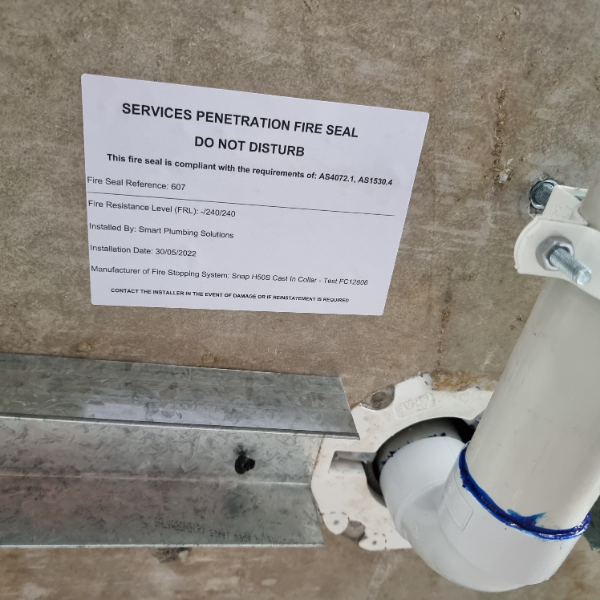 SERVICES PENETRATION FIRE SEAL
DO NOT DISTURB
This fire seal is compliant with the requirements of: AS4072.1, AS1530.4
Fire Seal Reference: 607
Fire Resistance Level (FRL): -/240/240
Installed By: Smart Plumbing Solutions
Installation Date: 30/05/2022
Manufacturer of Fire Stopping System: Snap H50S Cast In Collar - Test FC12806
CONTACT THE INSTALLER IN THE EVENT OF DAMAGE OR IF REINSTATEMENT IS REQUIRED